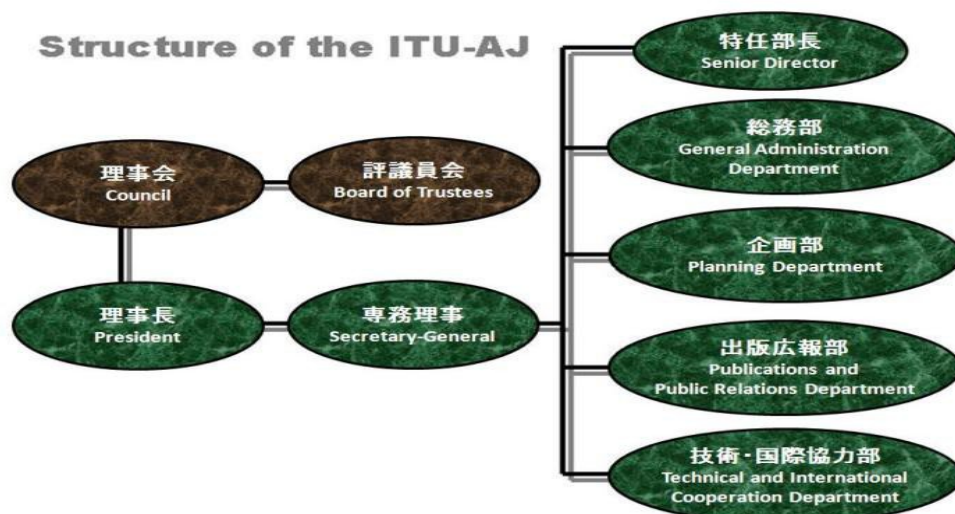 Structure of the ITU-AJ
理事会
Council
評議員会
Board of Trustees
理事長
President
専務理事
Secretary-General
特任部長
Senior Director
総務部
General Administration
Department
企画部
Planning Department
出版広報部
Publications and
Public Relations Department
技術・国際協力部
Technical and International
Cooperation Department